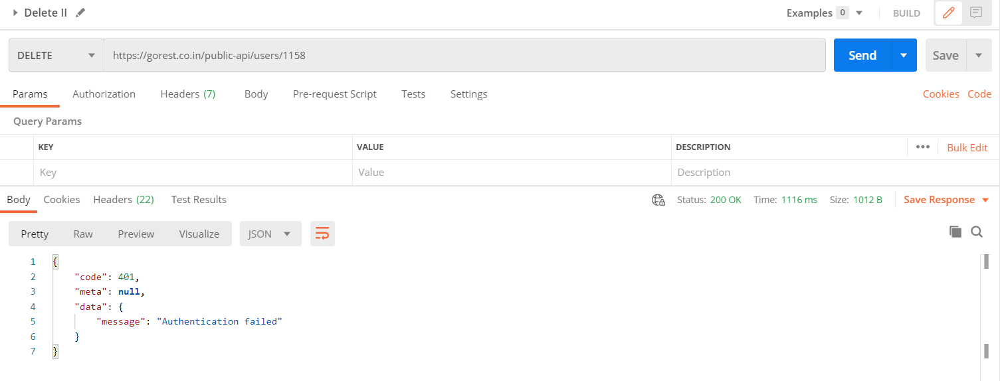 Delete II
Examples 0 BUILD
DELETE https://gorest.co.in/public-api/users/1158 Send Save
Params Authorization Headers (7) Body Pre-request Script Tests Settings Cookies Code
Query Params
KEY VALUE DESCRIPTION ••• Bulk Edit
Key Value Description
Body Cookies Headers (22) Test Results Status: 200 OK Time: 1116 ms Size: 1012 B Save Response
Pretty Raw Preview Visualize JSON
1 {
2 "code": 401,
3 "meta": null,
4 "data": {
5 "message": "Authentication failed"
6 }
7 }